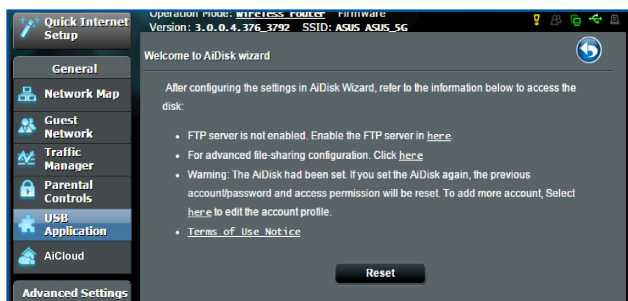 Quick Internet
Setup
Operation Mode: Wireless router Firmware
Version: 3.0.0.4.376_3792 SSID: ASUS ASUS_5G
General
Network Map
Guest
Network
Traffic
Manager
Parental
Controls
USB
Application
AiCloud
Advanced Settings
Welcome to AiDisk wizard
After configuring the settings in AiDisk Wizard, refer to the information below to access the
disk:
• FTP server is not enabled. Enable the FTP server in here.
• For advanced file-sharing configuration. Click here
• Warning: The AiDisk had been set. If you set the AiDisk again, the previous
account/password and access permission will be reset. To add more account, Select
here to edit the account profile.
• Terms of Use Notice
Reset